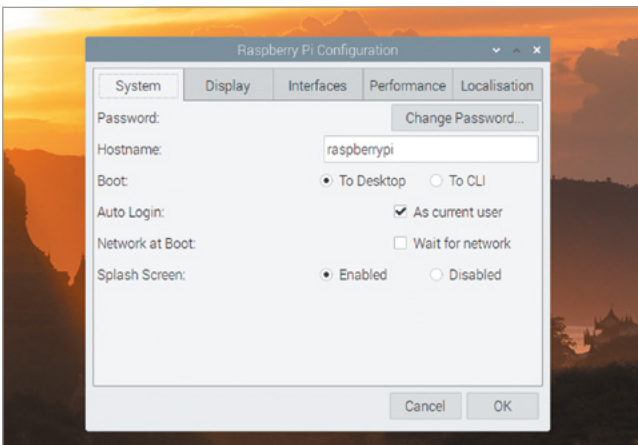 Raspberry Pi Configuration
System Display Interfaces Performance Localisation
Password: Change Password...
Hostname: raspberrypi
Boot: To Desktop To CLI
Auto Login: As current user
Network at Boot: Wait for network
Splash Screen: Enabled Disabled
Cancel OK